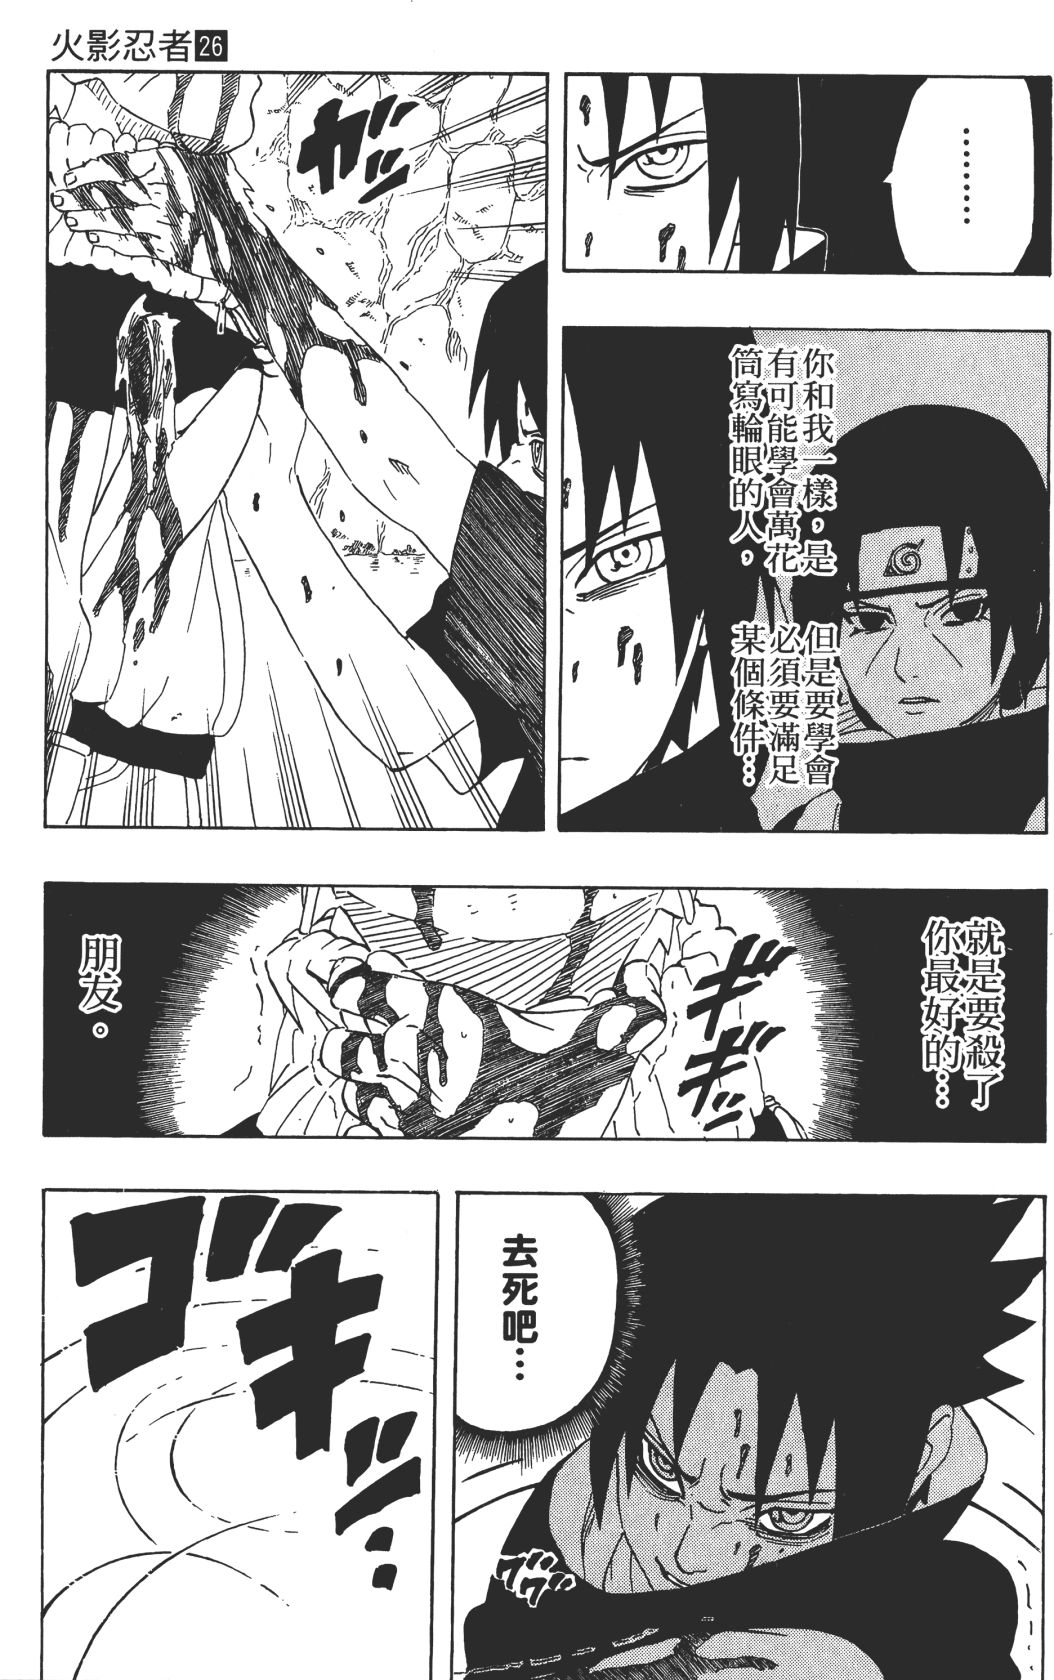 火影忍者26
………
你和我一樣，是
有可能學會萬花
筒寫輪眼的人，
但是要學會
必須要滿足
某個條件…
ガッ
就是要殺了
你最好的…
朋友。
ギギ
去死吧…
ググ
ゴキッ